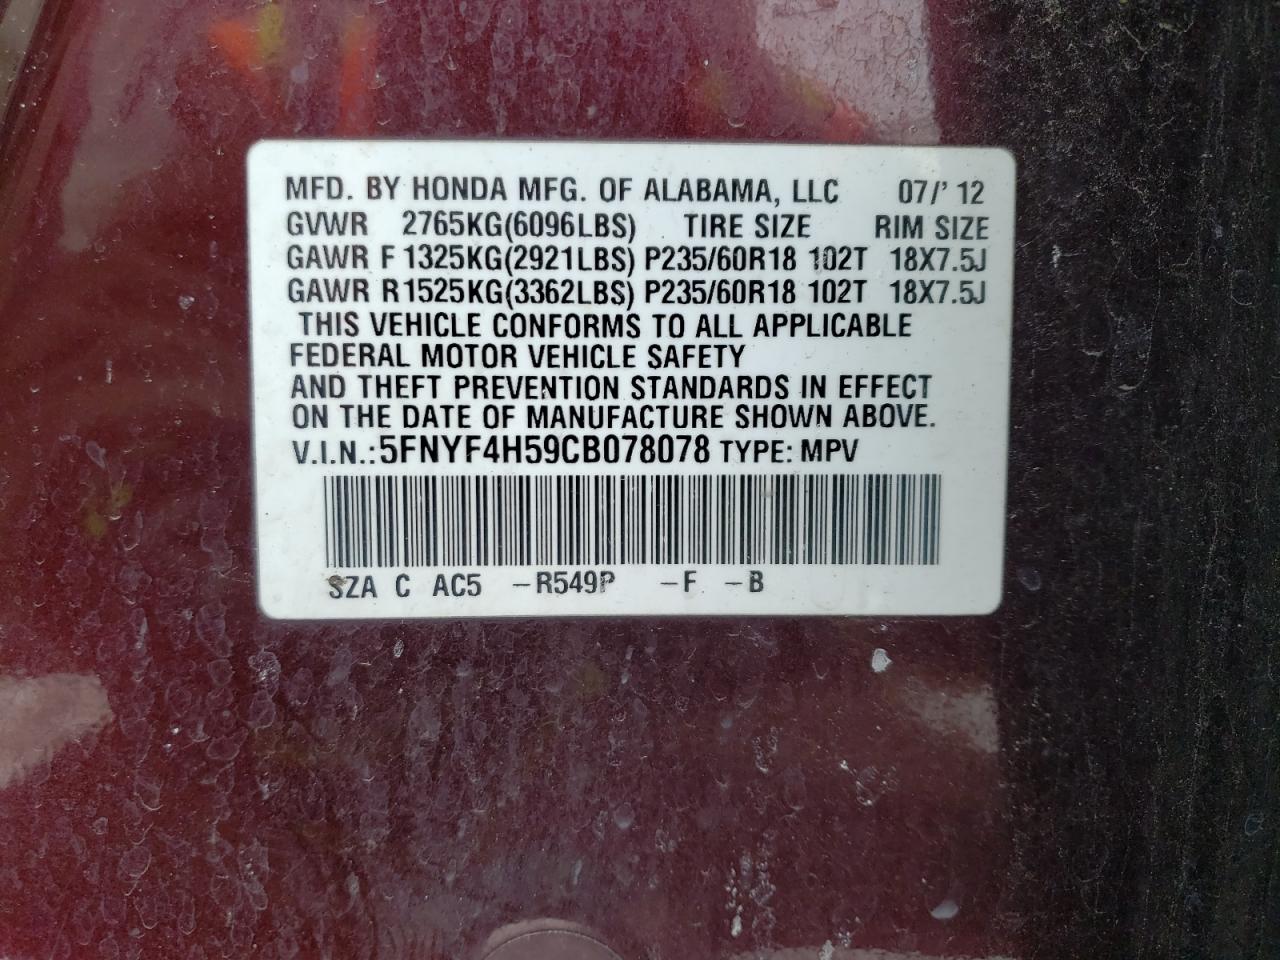 MFD. BY HONDA MFG. OF ALABAMA, LLC 07/' 12
GVWR 2765KG(6096LBS) TIRE SIZE RIM SIZE
GAWR F 1325KG(2921LBS) P235/60R18 102T 18X7.5J
GAWR R1525KG(3362LBS) P235/60R18 102T 18X7.5J
THIS VEHICLE CONFORMS TO ALL APPLICABLE
FEDERAL MOTOR VEHICLE SAFETY
AND THEFT PREVENTION STANDARDS IN EFFECT
ON THE DATE OF MANUFACTURE SHOWN ABOVE.
V.I.N.:5FNYF4H59CB078078 TYPE: MPV
SZA C AC5 -R549P -F -B